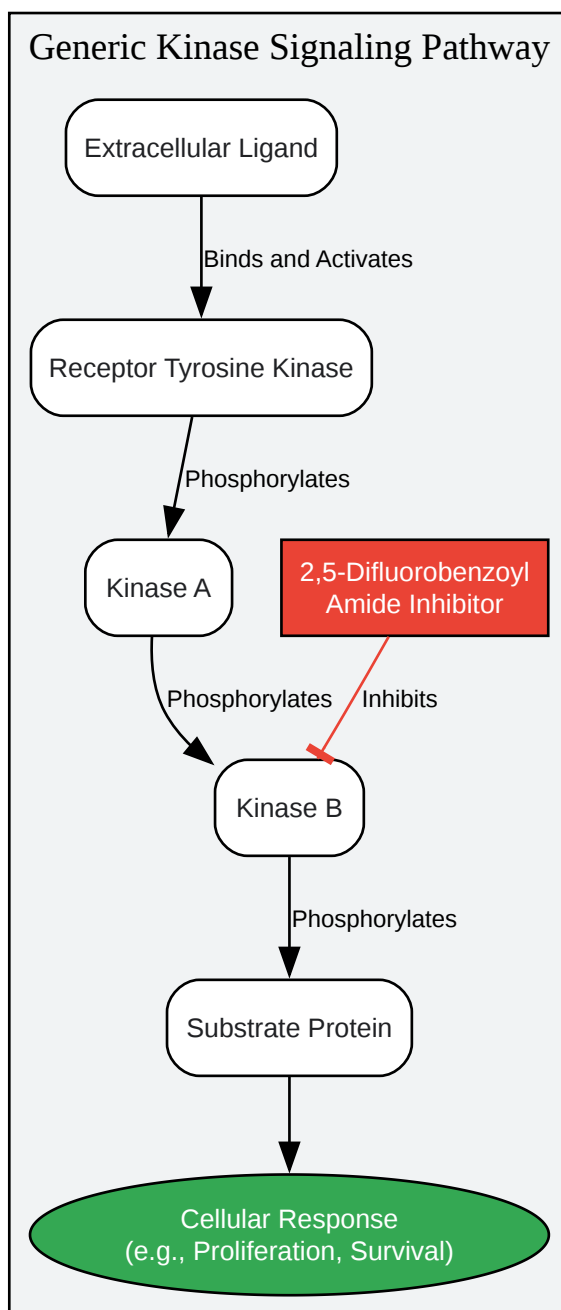 Generic Kinase Signaling Pathway
Extracellular Ligand
Binds and Activates
Receptor Tyrosine Kinase
Phosphorylates
Kinase A
2,5-Difluorobenzoyl
Amide Inhibitor
Phosphorylates
Inhibits
Kinase B
Phosphorylates
Substrate Protein
Cellular Response
(e.g., Proliferation, Survival)